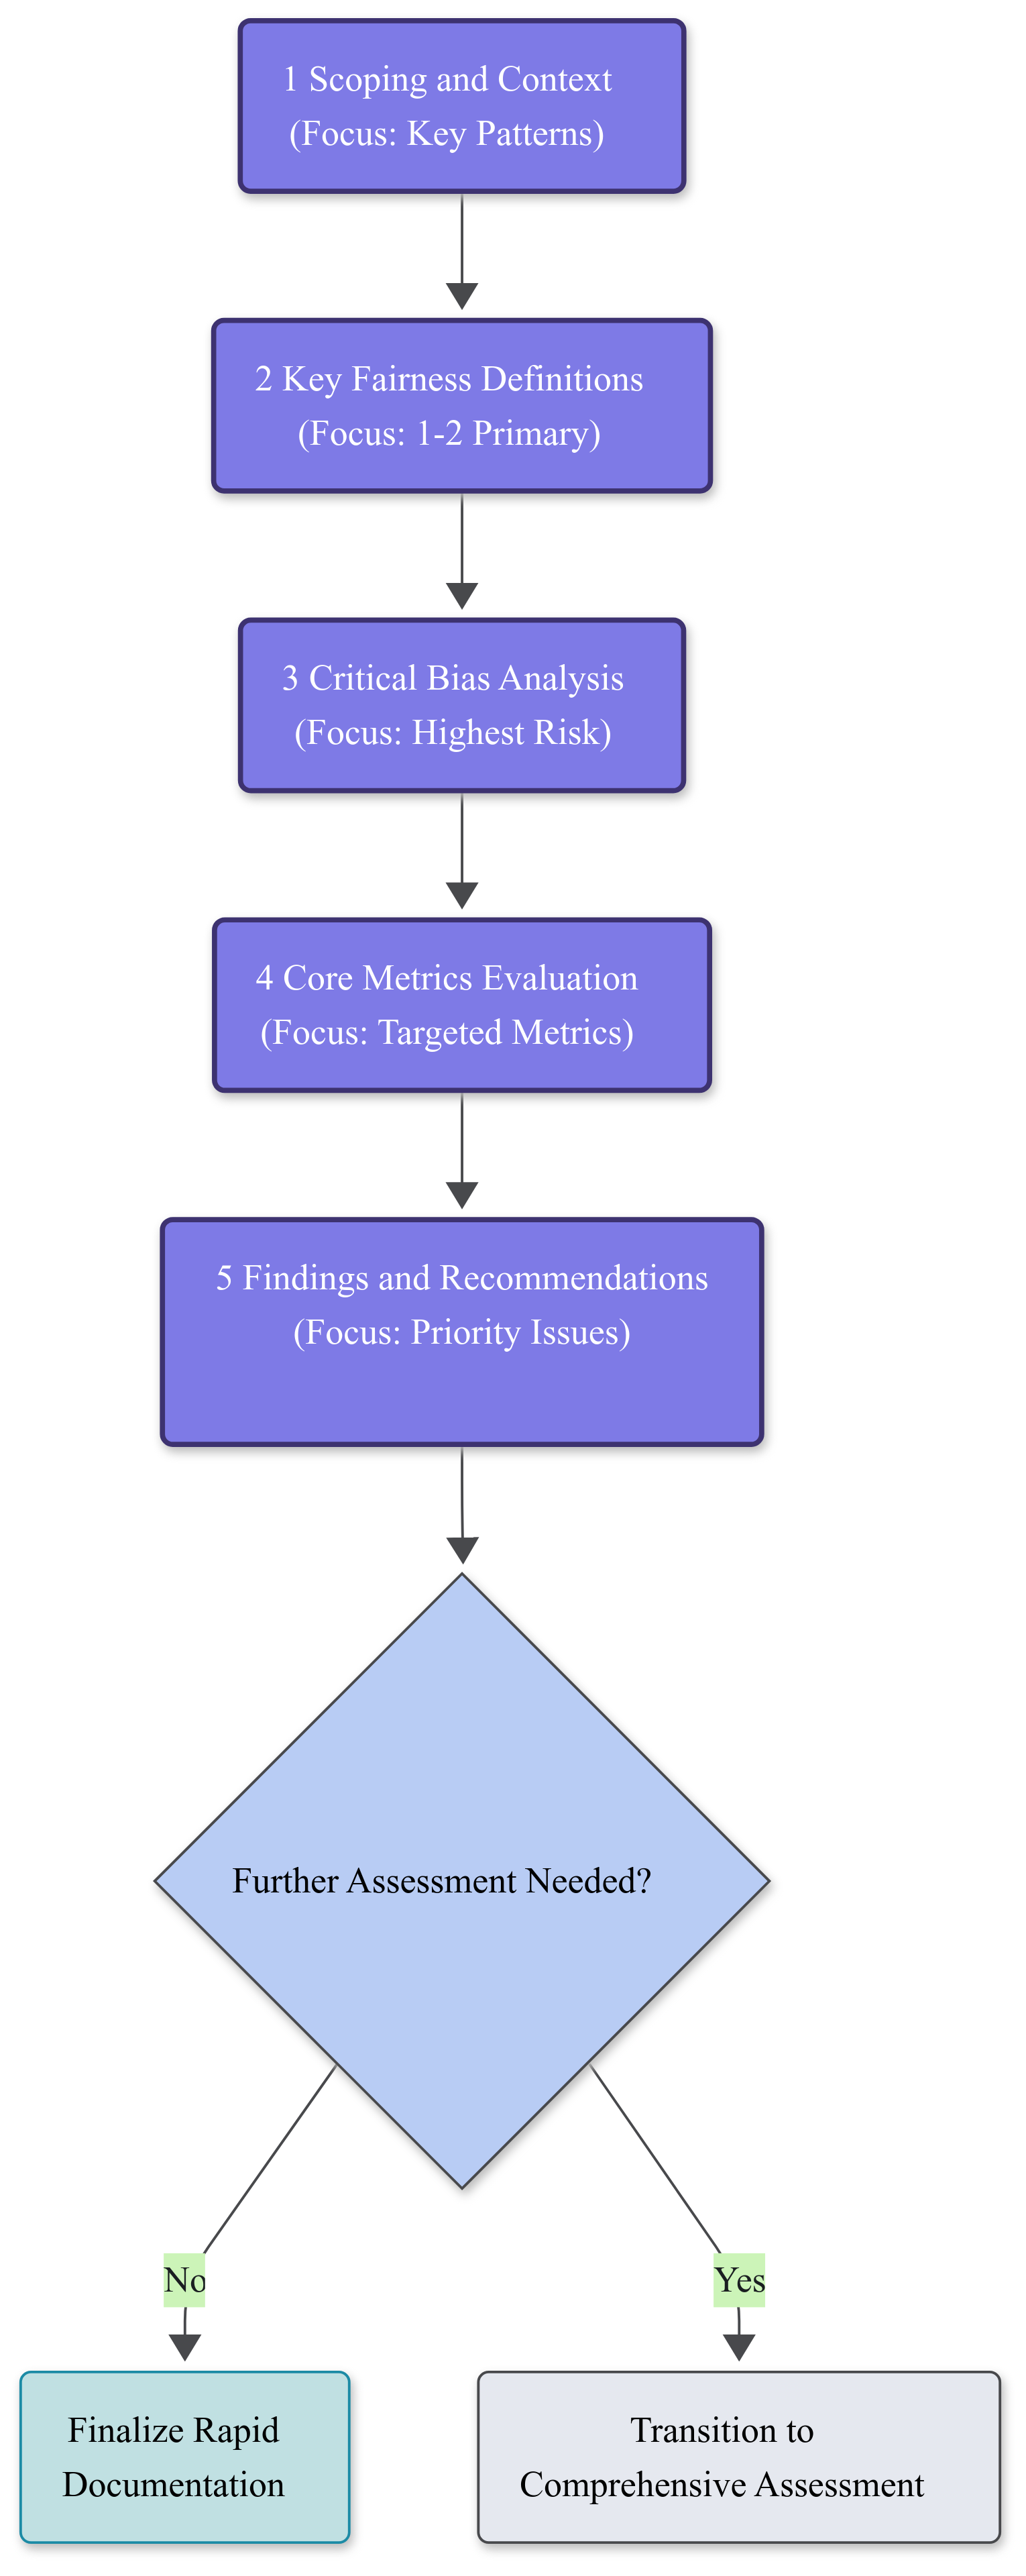 1 Scoping and Context
(Focus: Key Patterns)
2 Key Fairness Definitions
(Focus: 1-2 Primary)
3 Critical Bias Analysis
(Focus: Highest Risk)
4 Core Metrics Evaluation
(Focus: Targeted Metrics)
5 Findings and Recommendations
(Focus: Priority Issues)
Further Assessment Needed?
No
Yes
Finalize Rapid
Documentation
Transition to
Comprehensive Assessment